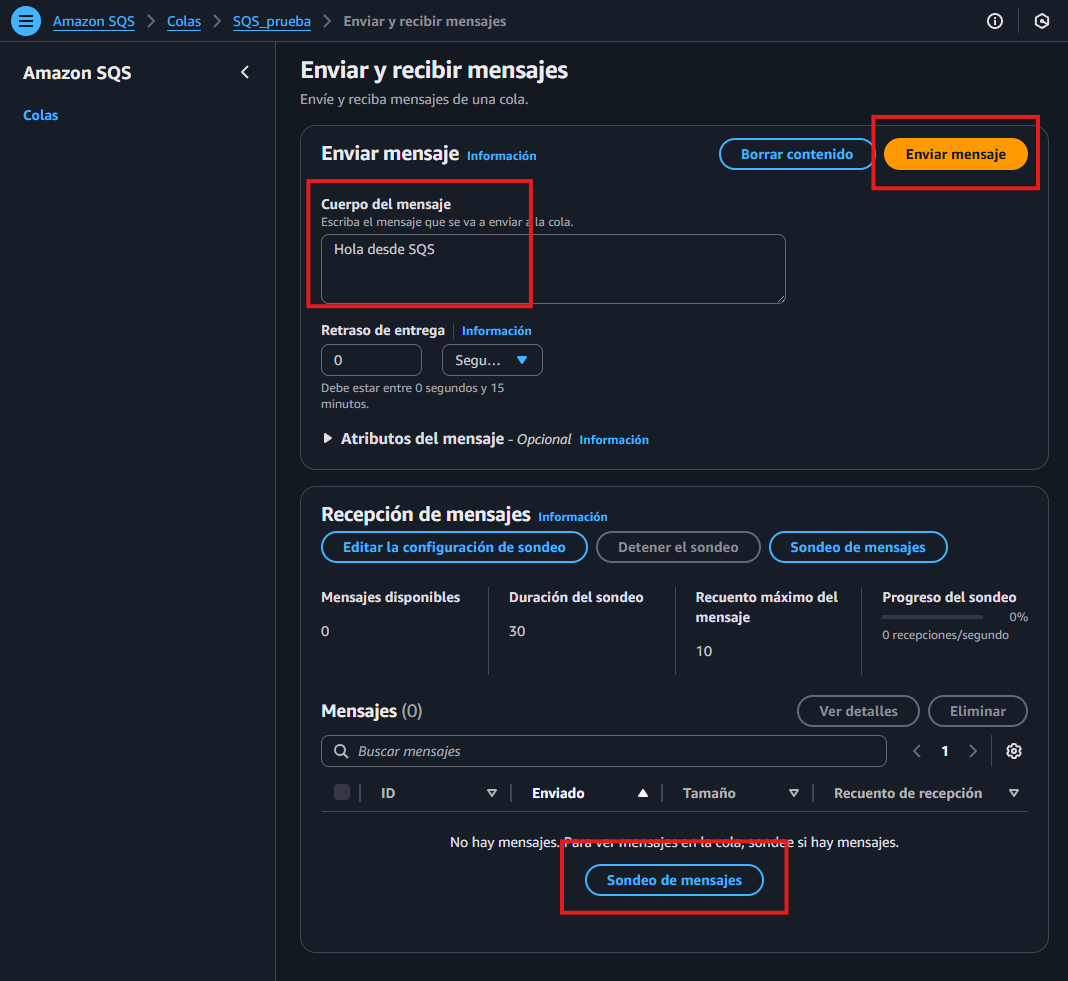 Amazon SQS > Colas > SQS_prueba > Enviar y recibir mensajes
Amazon SQS
Colas
Enviar y recibir mensajes
Envíe y reciba mensajes de una cola.
Enviar mensaje Información
Borrar contenido
Enviar mensaje
Cuerpo del mensaje
Escriba el mensaje que se va a enviar a la cola.
Hola desde SQS
Retraso de entrega Información
0
Segu...
Debe estar entre 0 segundos y 15
minutos.
Atributos del mensaje - Opcional Información
Recepción de mensajes Información
Editar la configuración de sondeo
Detener el sondeo
Sondeo de mensajes
Mensajes disponibles
0
Duración del sondeo
30
Recuento máximo del
mensaje
10
Progreso del sondeo
0%
0 recepciones/segundo
Mensajes (0)
Ver detalles
Eliminar
Buscar mensajes
1
ID
Enviado
Tamaño
Recuento de recepción
No hay mensajes. Para ver mensajes en la cola, sondee si hay mensajes.
Sondeo de mensajes